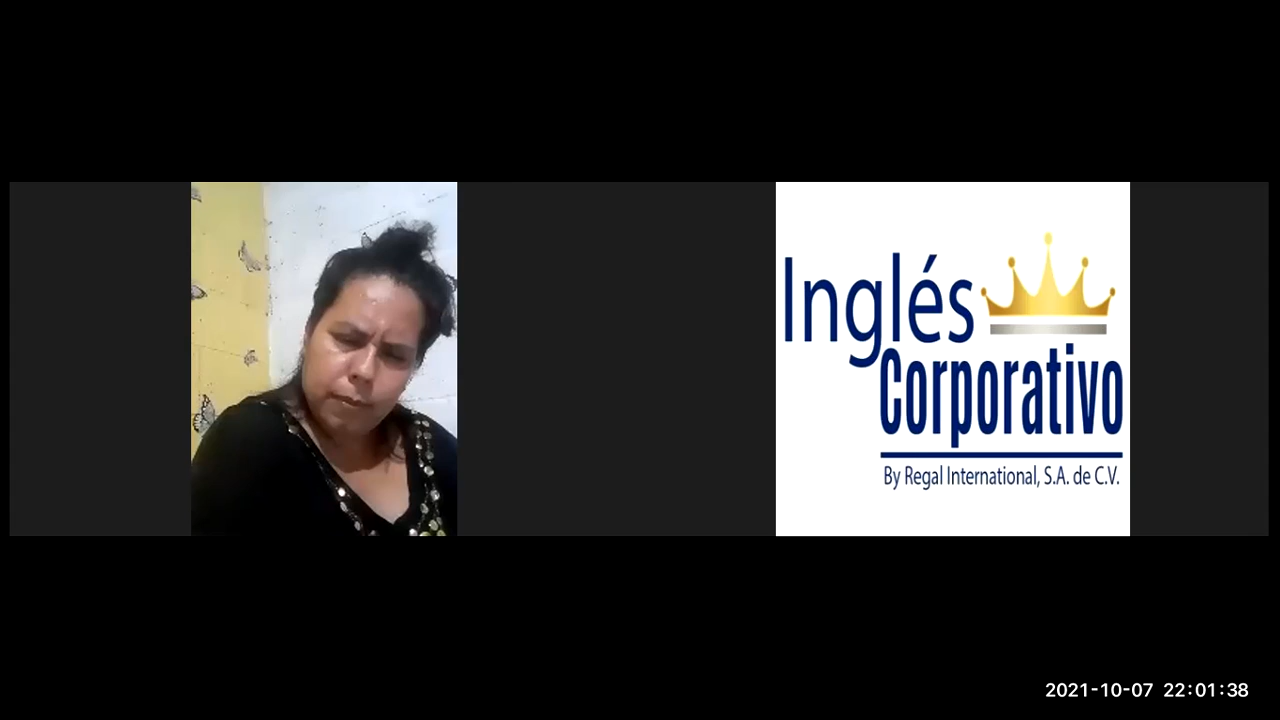 Inglés
Corporativo
By Regal International, S.A. de C.V.
2021-10-07 22:01:38